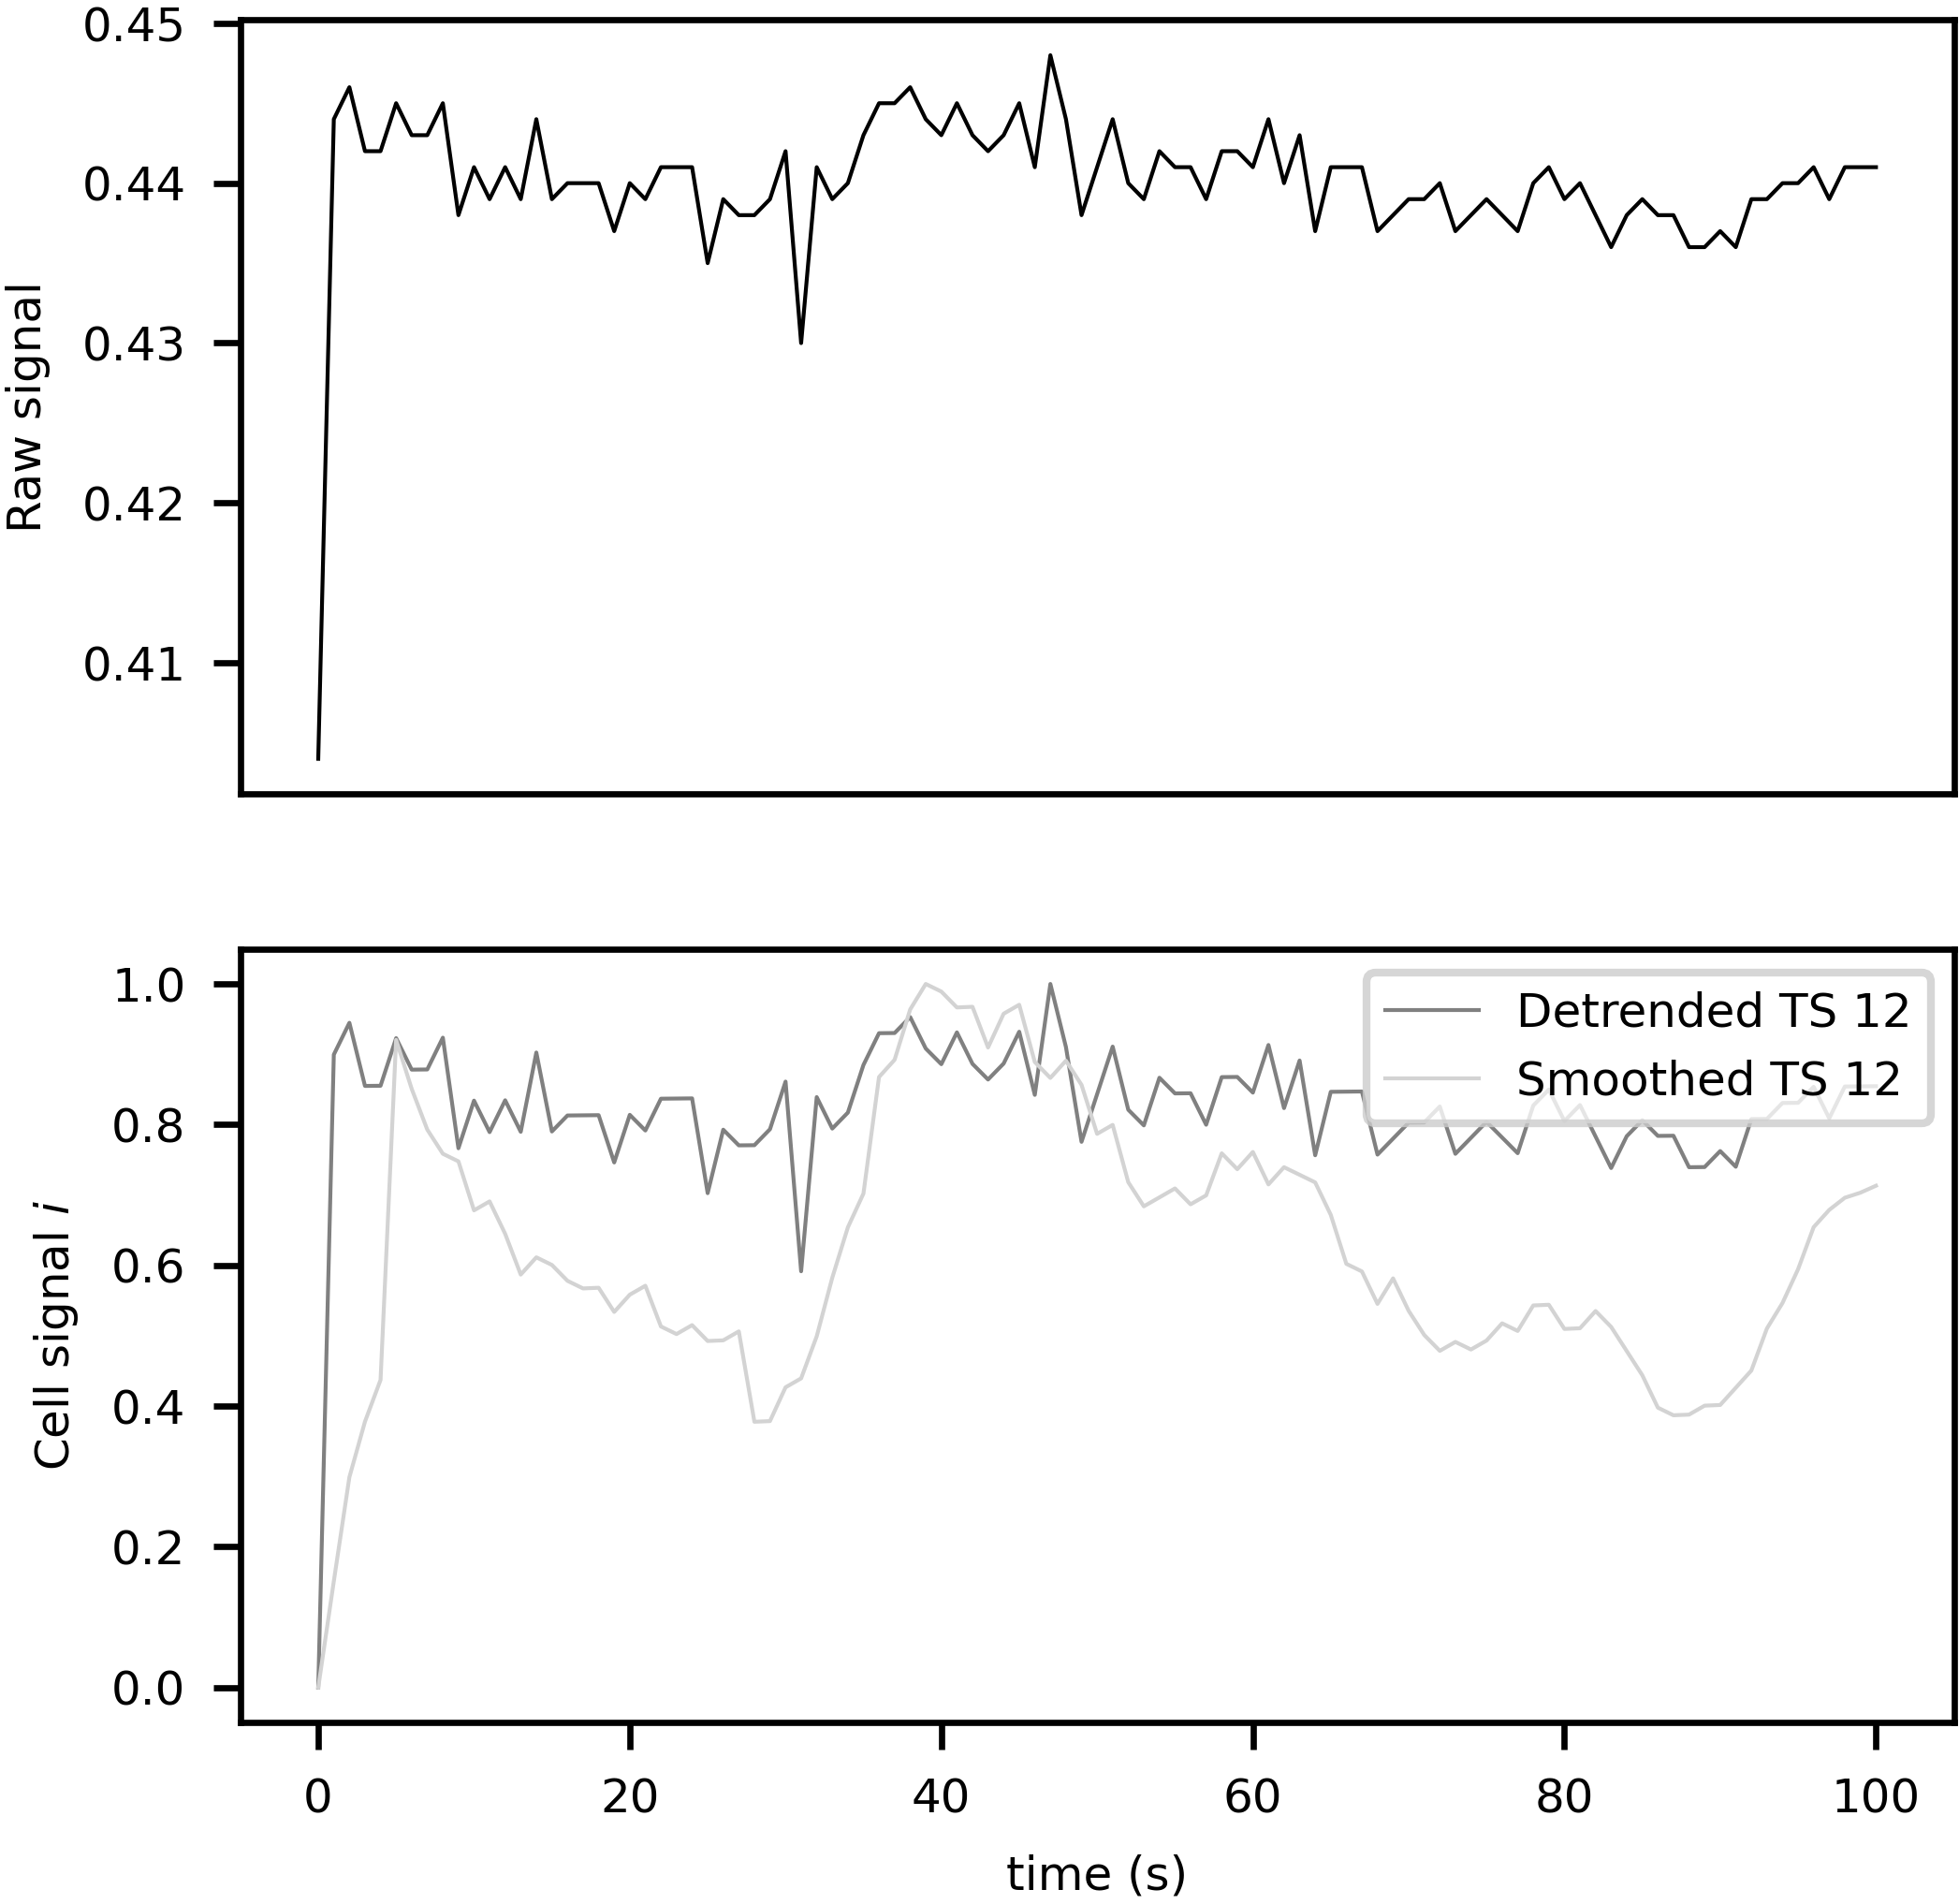 0.45
0.44
0.43
0.42
0.41
Raw signal
1.0
0.8
0.6
0.4
0.2
0.0
Cell signal i
Detrended TS 12
Smoothed TS 12
0 20 40 60 80 100
time (s)